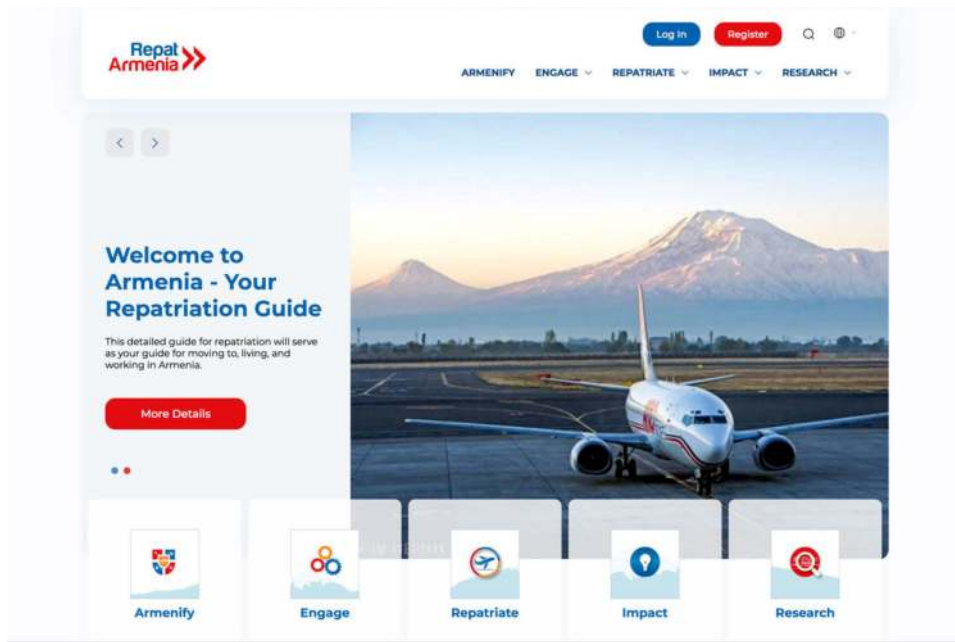 Repat
Armenia
Log In
Register
ARMENIFY
ENGAGE
REPATRIATE
IMPACT
RESEARCH
Welcome to
Armenia - Your
Repatriation Guide
This detailed guide for repatriation will serve
as your guide for moving to, living, and
working in Armenia.
More Details
Armenify
Engage
Repatriate
Impact
Research